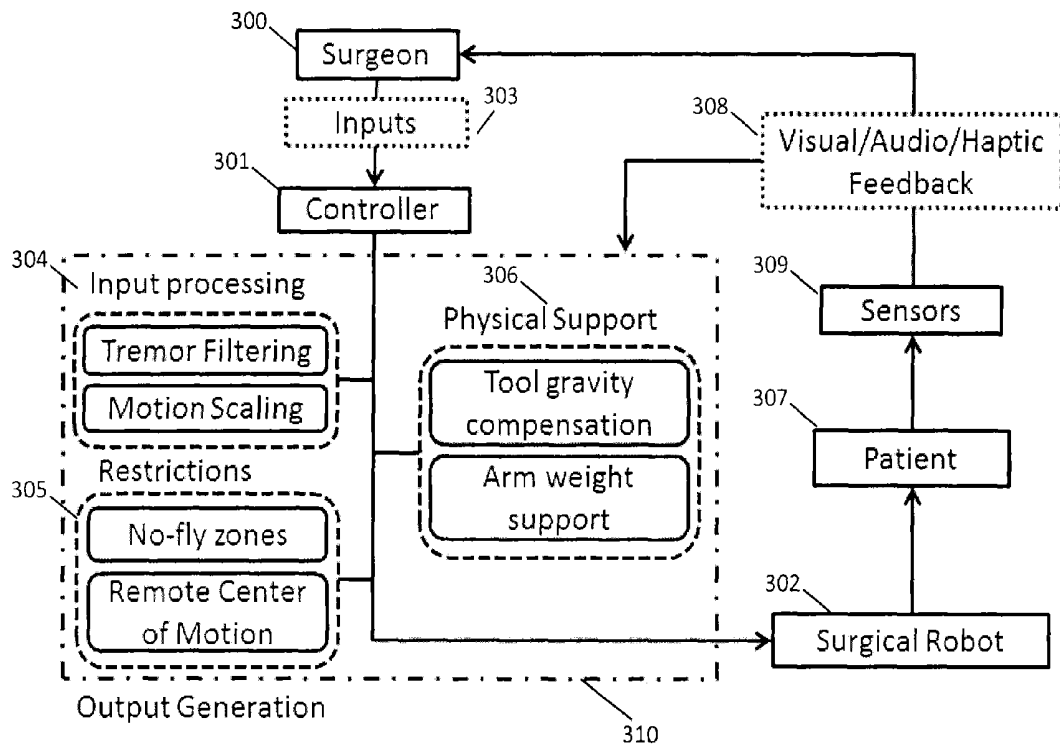 300
Surgeon
303
Inputs
308
Visual/Audio/Haptic
Feedback
301
Controller
304
Input processing
Tremor Filtering
Motion Scaling
306
Physical Support
Tool gravity
compensation
Arm weight
support
Restrictions
305
No-fly zones
Remote Center
of Motion
309
Sensors
307
Patient
302
Surgical Robot
Output Generation
310